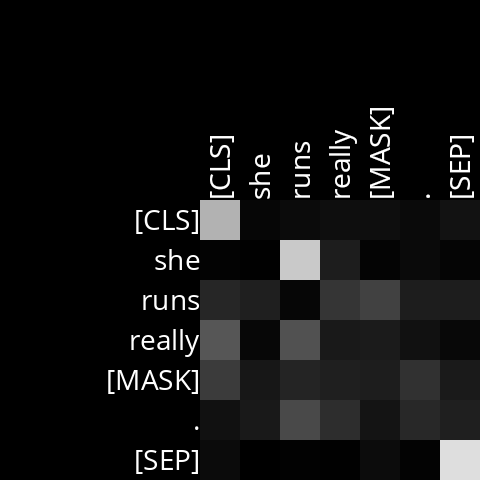 [CLS] she runs really [MASK] . [SEP]
[CLS]
she
runs
really
[MASK]
.
[SEP]